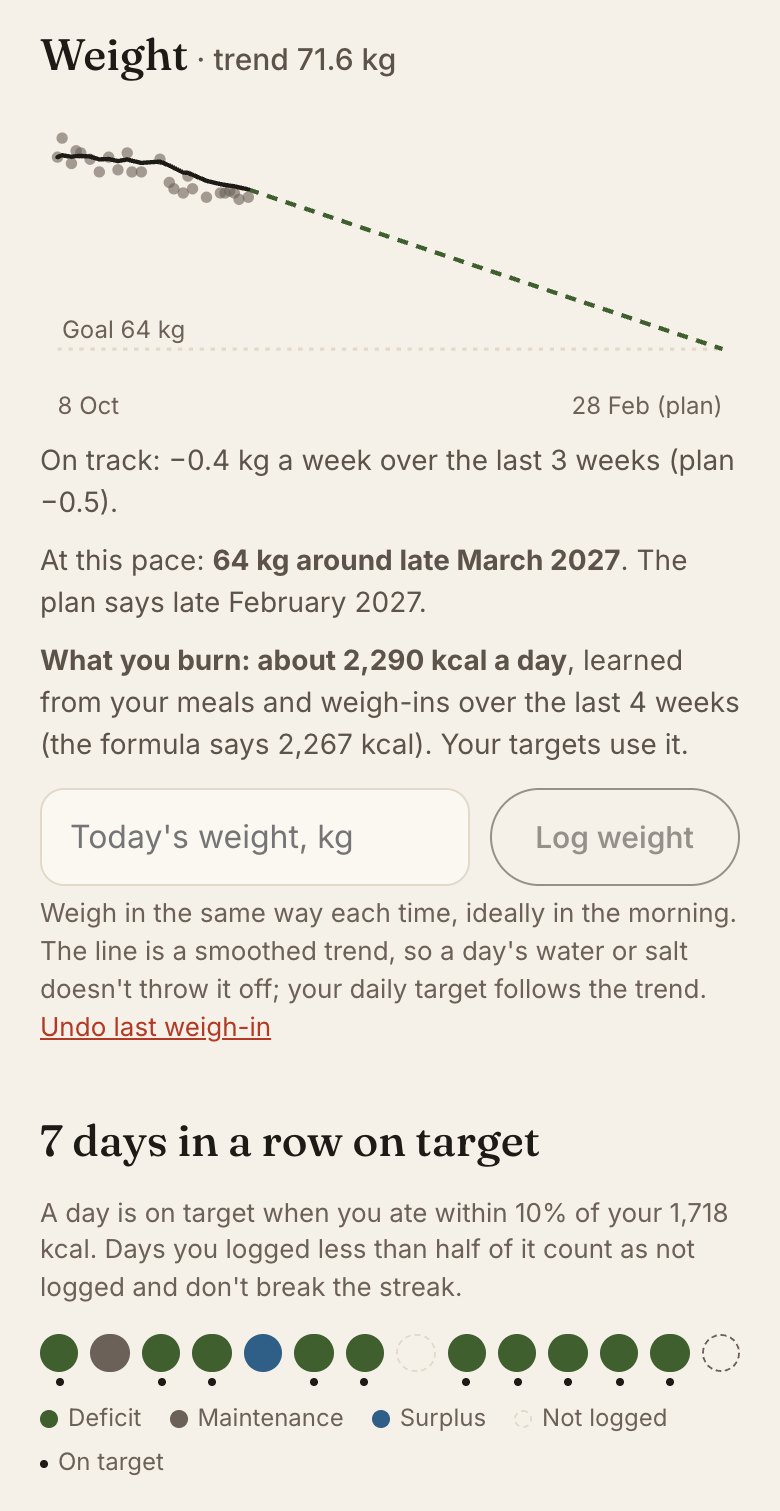 Weight · trend 71.6 kg
Goal 64 kg
8 Oct
28 Feb (plan)
On track: −0.4 kg a week over the last 3 weeks (plan
−0.5).
At this pace: 64 kg around late March 2027. The
plan says late February 2027.
What you burn: about 2,290 kcal a day, learned
from your meals and weigh-ins over the last 4 weeks
(the formula says 2,267 kcal). Your targets use it.
Today's weight, kg
Log weight
Weigh in the same way each time, ideally in the morning.
The line is a smoothed trend, so a day's water or salt
doesn't throw it off; your daily target follows the trend.
Undo last weigh-in
7 days in a row on target
A day is on target when you ate within 10% of your 1,718
kcal. Days you logged less than half of it count as not
logged and don't break the streak.
Deficit
Maintenance
Surplus
Not logged
On target